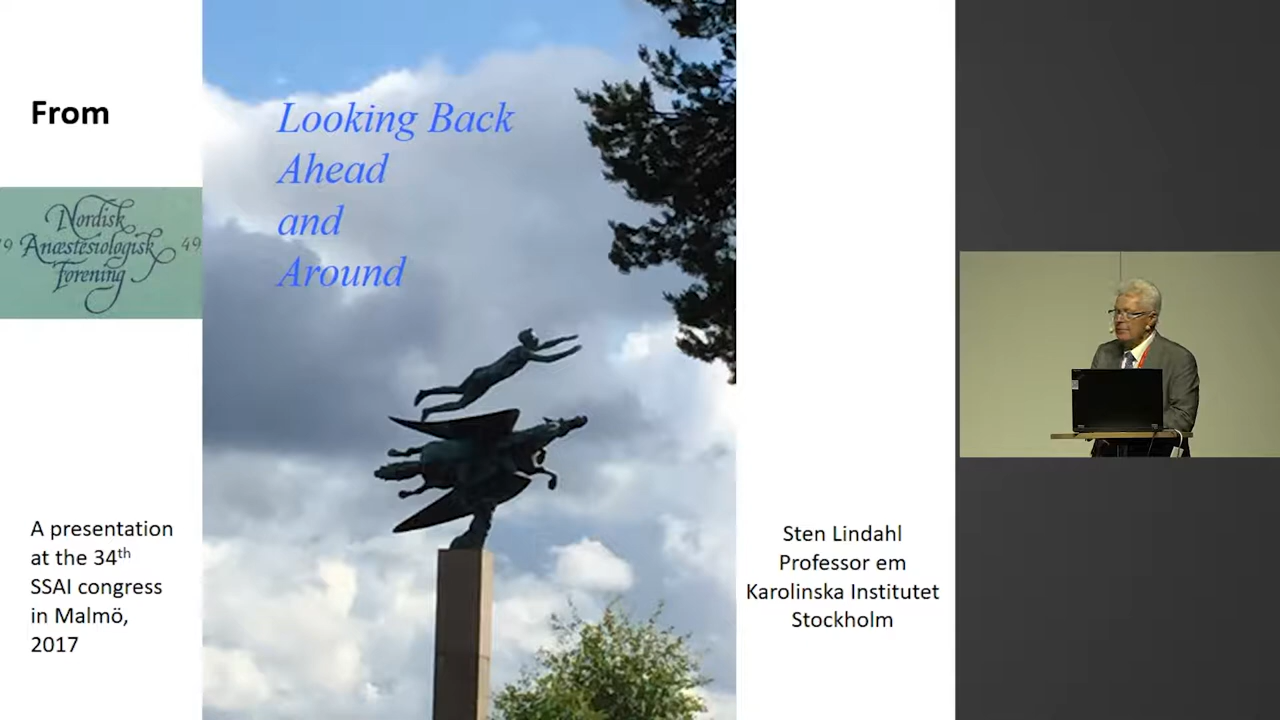 From
Looking Back
Ahead
and
Around
Nordisk
19 Anæstesiologisk 49
Forening
A presentation
at the 34th
SSAI congress
in Malmö,
2017
Sten Lindahl
Professor em
Karolinska Institutet
Stockholm